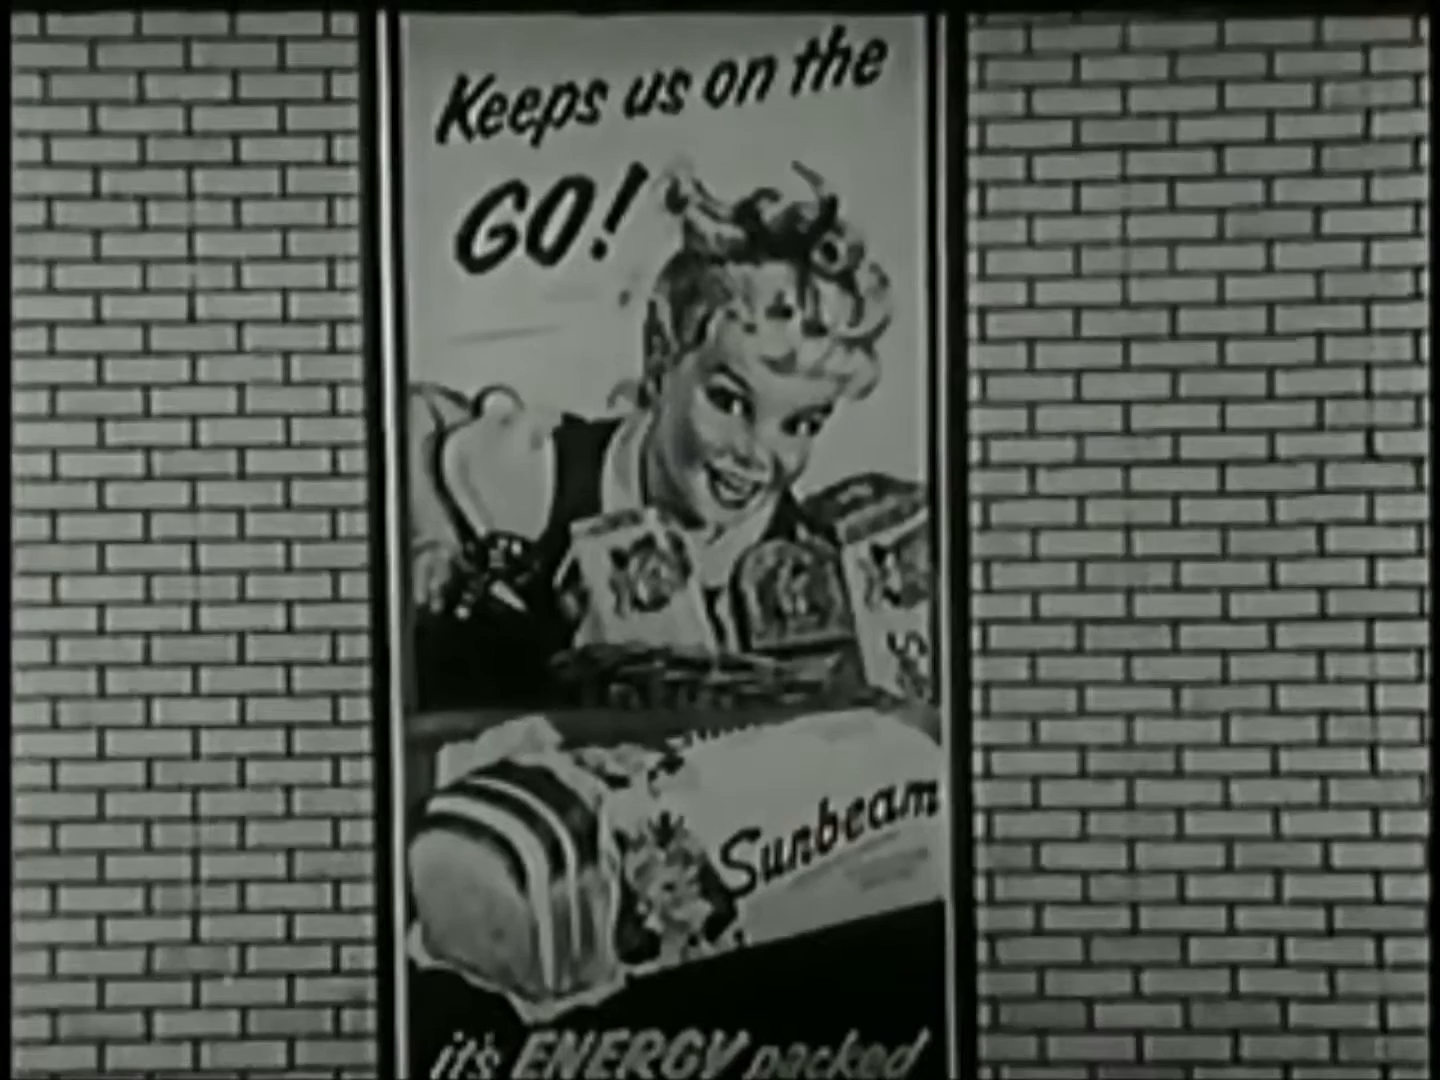 Keeps us on the
GO!
S
Sunbeam
it's ENERGY packed